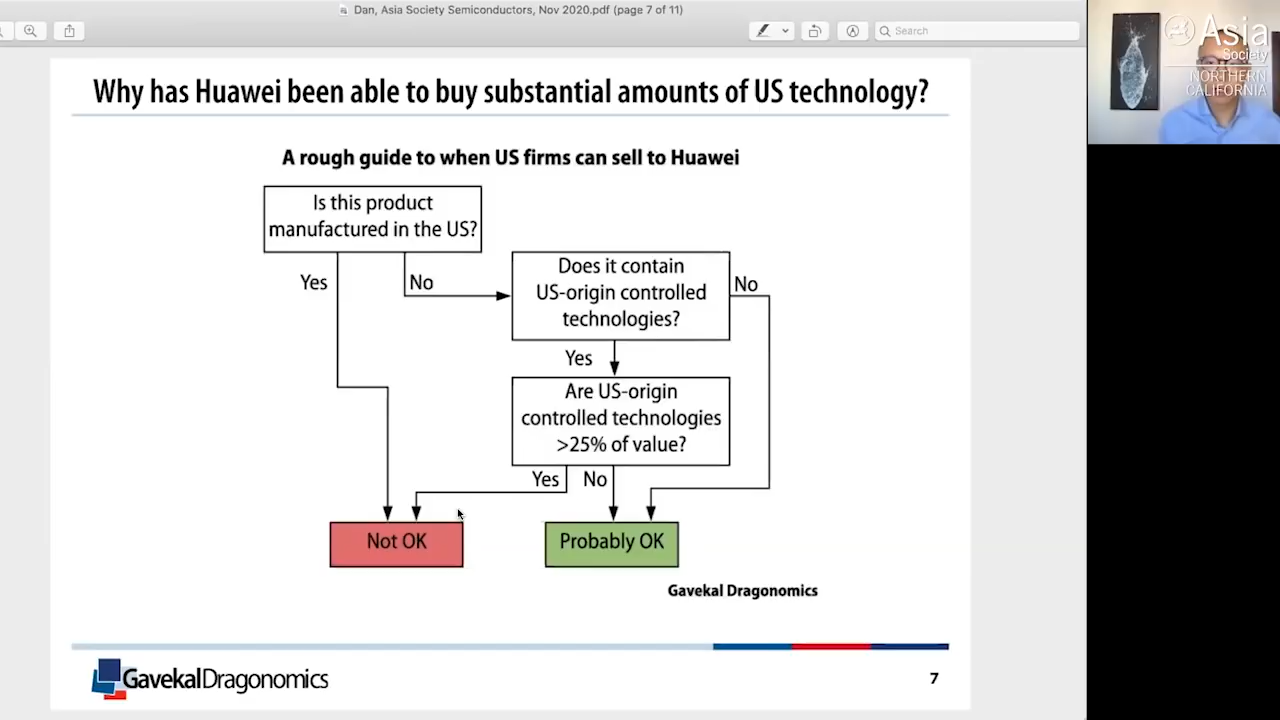 Dan, Asia Society Semiconductors, Nov 2020.pdf (page 7 of 11)
Search
Asia
Society
NORTHERN
CALIFORNIA
Why has Huawei been able to buy substantial amounts of US technology?
A rough guide to when US firms can sell to Huawei
Is this product
manufactured in the US?
Yes
No
Does it contain
US-origin controlled
technologies?
No
Yes
Are US-origin
controlled technologies
>25% of value?
Yes
No
Not OK
Probably OK
Gavekal Dragonomics
GavekalDragonomics
7